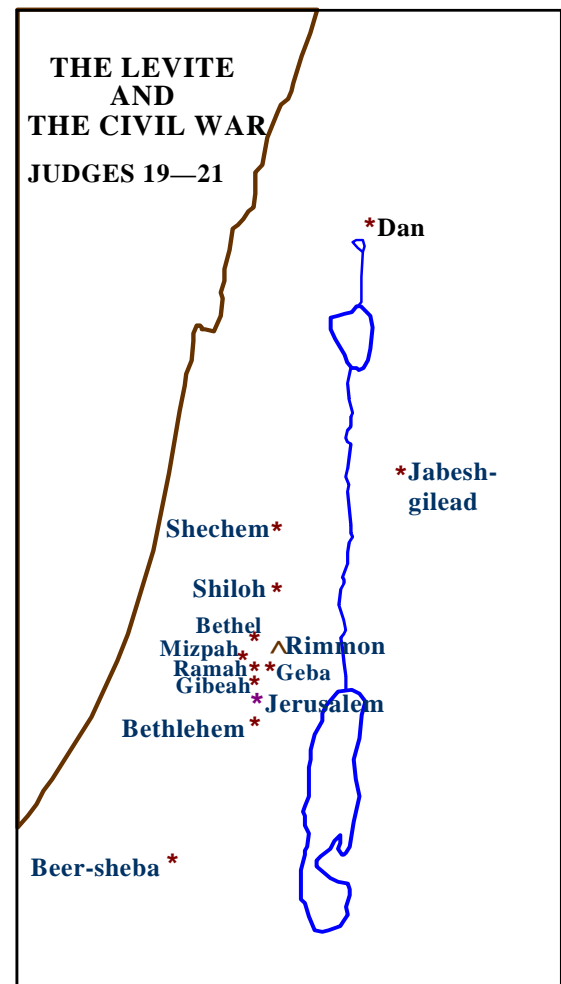 THE LEVITE
AND
THE CIVIL WAR
JUDGES 19—21
*Dan
*Jabesh-
gilead
Shechem*
Shiloh *
Bethel
*
^Rimmon
Mizpah *
Ramah* * Geba
Gibeah*
*Jerusalem
Bethlehem *
Beer-sheba *